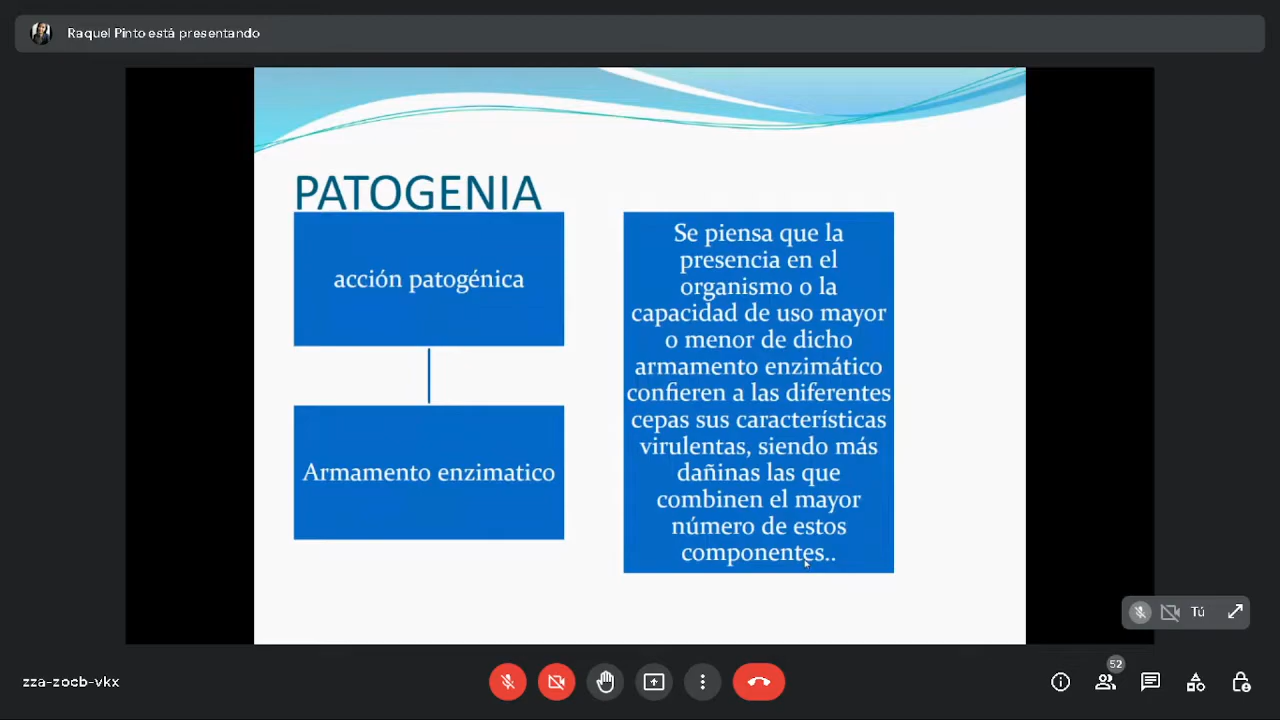 Raquel Pinto está presentando
PATOGENIA
acción patogénica
Armamento enzimatico
Se piensa que la
presencia en el
organismo o la
capacidad de uso mayor
o menor de dicho
armamento enzimático
confieren a las diferentes
cepas sus características
virulentas, siendo más
dañinas las que
combinen el mayor
número de estos
componentes..
Tú
zza-zocb-vkx
52